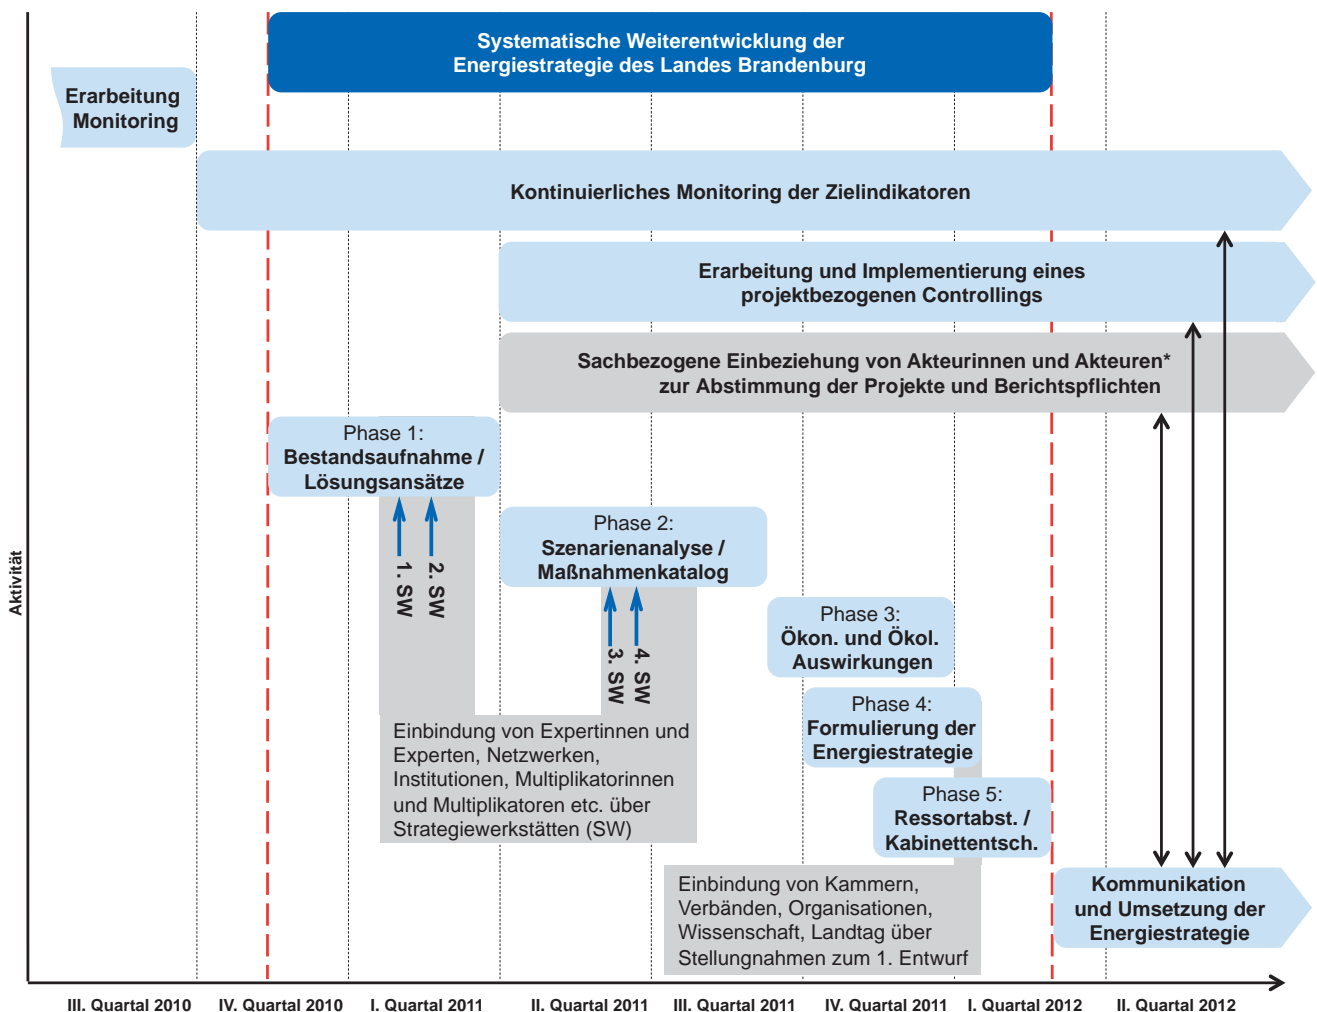 Systematische Weiterentwicklung der
Energiestrategie des Landes Brandenburg
Erarbeitung
Monitoring
Kontinuierliches Monitoring der Zielindikatoren
Erarbeitung und Implementierung eines
projektbezogenen Controllings
Sachbezogene Einbeziehung von Akteurinnen und Akteuren*
zur Abstimmung der Projekte und Berichtspflichten
Phase 1:
Bestandsaufnahme /
Lösungsansätze
1. SW
2. SW
Phase 2:
Szenarienanalyse /
Maßnahmenkatalog
3. SW
4. SW
Phase 3:
Ökon. und Ökol.
Auswirkungen
Phase 4:
Formulierung der
Energiestrategie
Phase 5:
Ressortabst. /
Kabinettentsch.
Einbindung von Expertinnen und
Experten, Netzwerken,
Institutionen, Multiplikatorinnen
und Multiplikatoren etc. über
Strategiewerkstätten (SW)
Einbindung von Kammern,
Verbänden, Organisationen,
Wissenschaft, Landtag über
Stellungnahmen zum 1. Entwurf
Kommunikation
und Umsetzung der
Energiestrategie
Aktivität
III. Quartal 2010
IV. Quartal 2010
I. Quartal 2011
II. Quartal 2011
III. Quartal 2011
IV. Quartal 2011
I. Quartal 2012
II. Quartal 2012